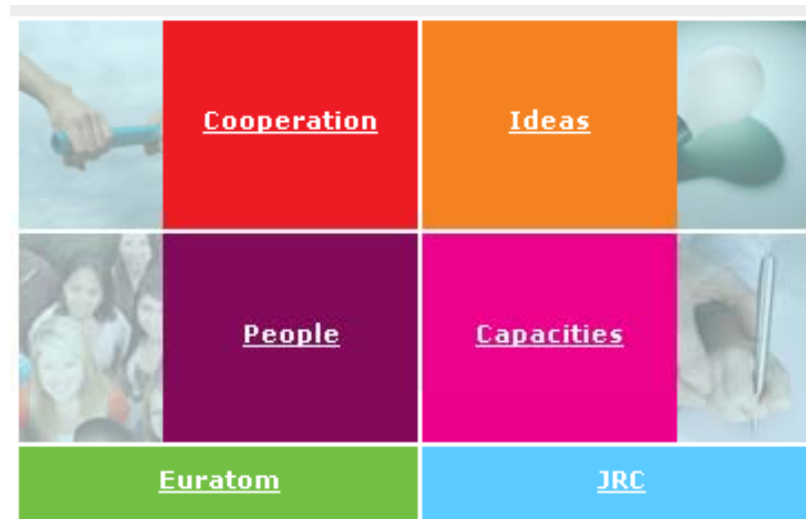 Cooperation
Ideas
People
Capacities
Euratom
JRC